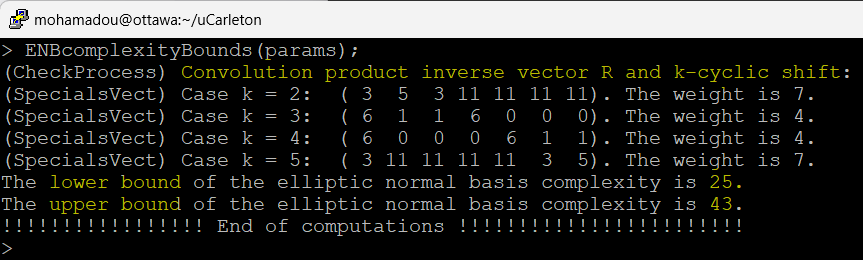 mohamadou@ottawa:~/uCarleton
> ENBcomplexityBounds(params);
(CheckProcess) Convolution product inverse vector R and k-cyclic shift:
(SpecialsVect) Case k = 2:  ( 3  5  3 11 11 11 11). The weight is 7.
(SpecialsVect) Case k = 3:  ( 6  1  1  6  0  0  0). The weight is 4.
(SpecialsVect) Case k = 4:  ( 6  0  0  0  6  1  1). The weight is 4.
(SpecialsVect) Case k = 5:  ( 3 11 11 11 11  3  5). The weight is 7.
The lower bound of the elliptic normal basis complexity is 25.
The upper bound of the elliptic normal basis complexity is 43.
!!!!!!!!!!!!!!!!! End of computations !!!!!!!!!!!!!!!!!!!!!!!!
>